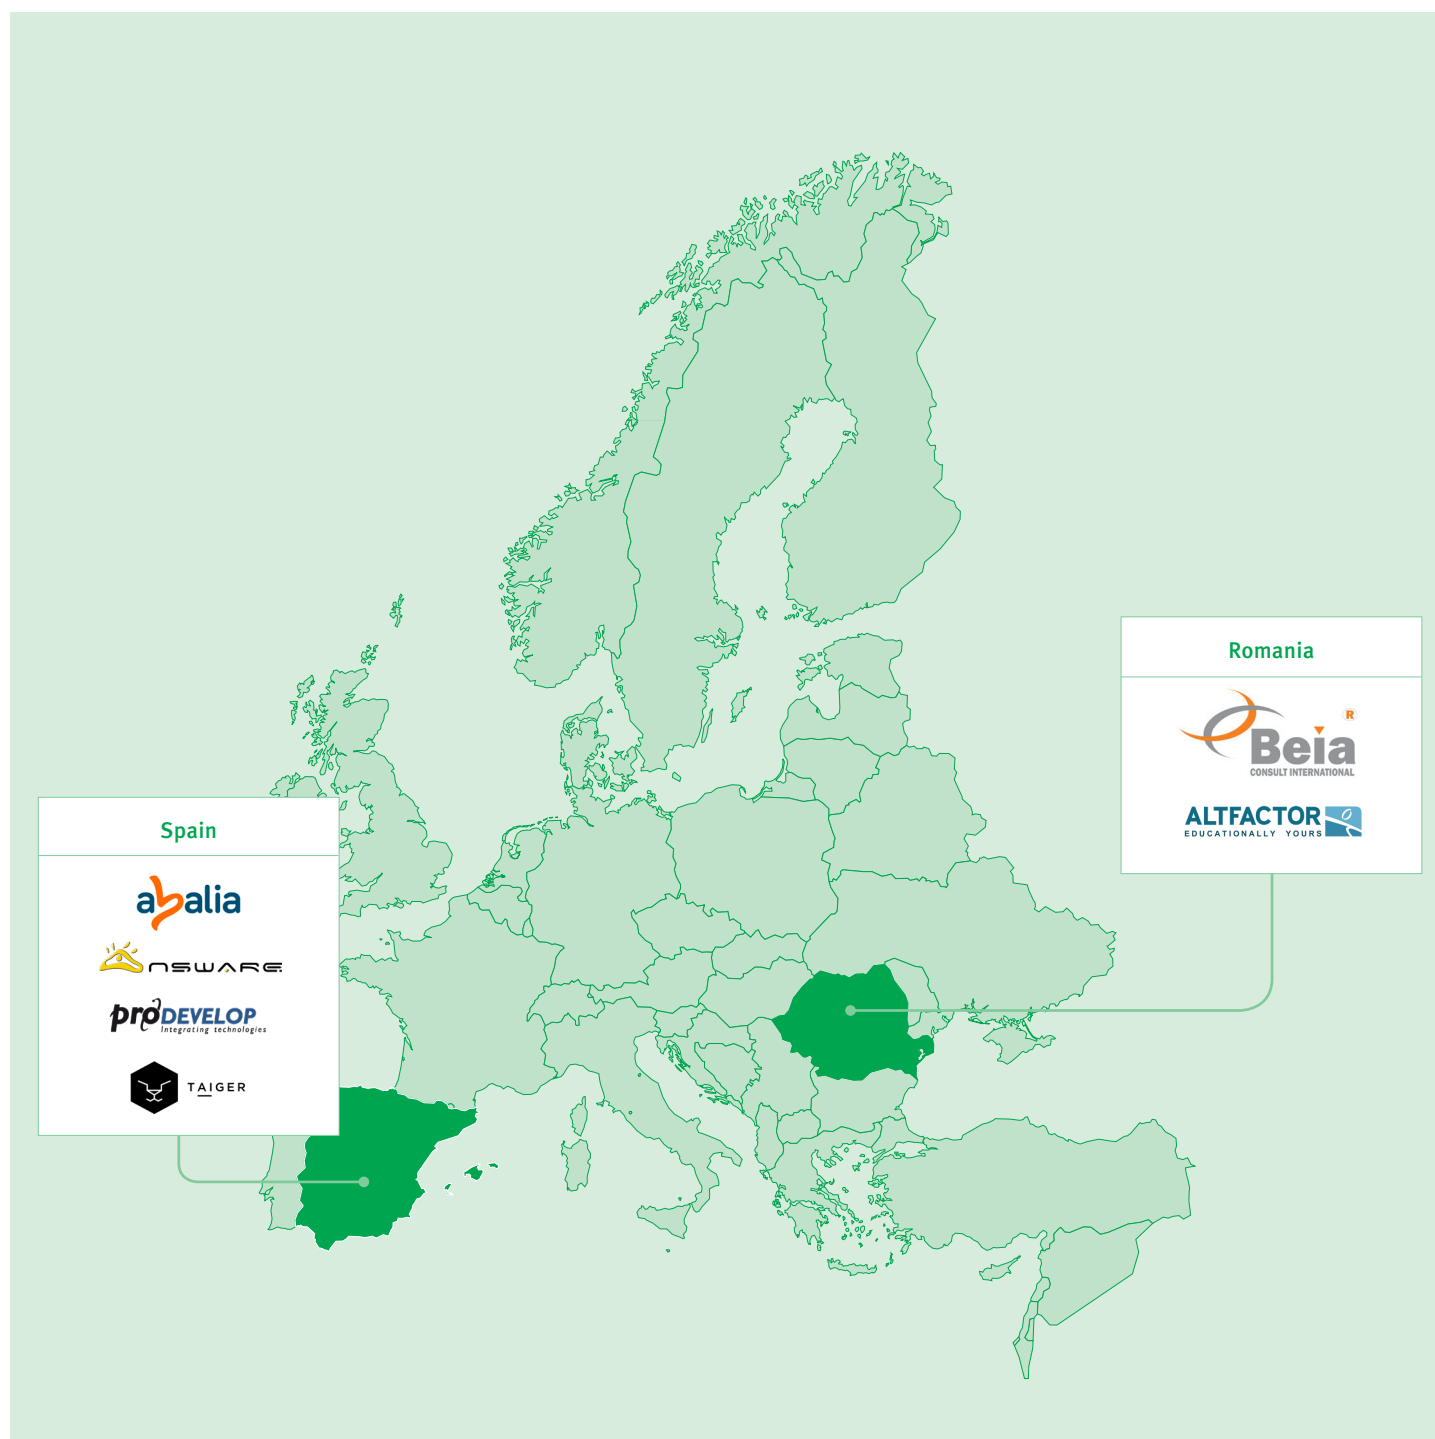 Spain
abalia
NSWARE
proDEVELOP
Integrating technologies
TAIGER
Romania
Beia
R
CONSULT INTERNATIONAL
ALTFACTOR
EDUCATIONALLY YOURS